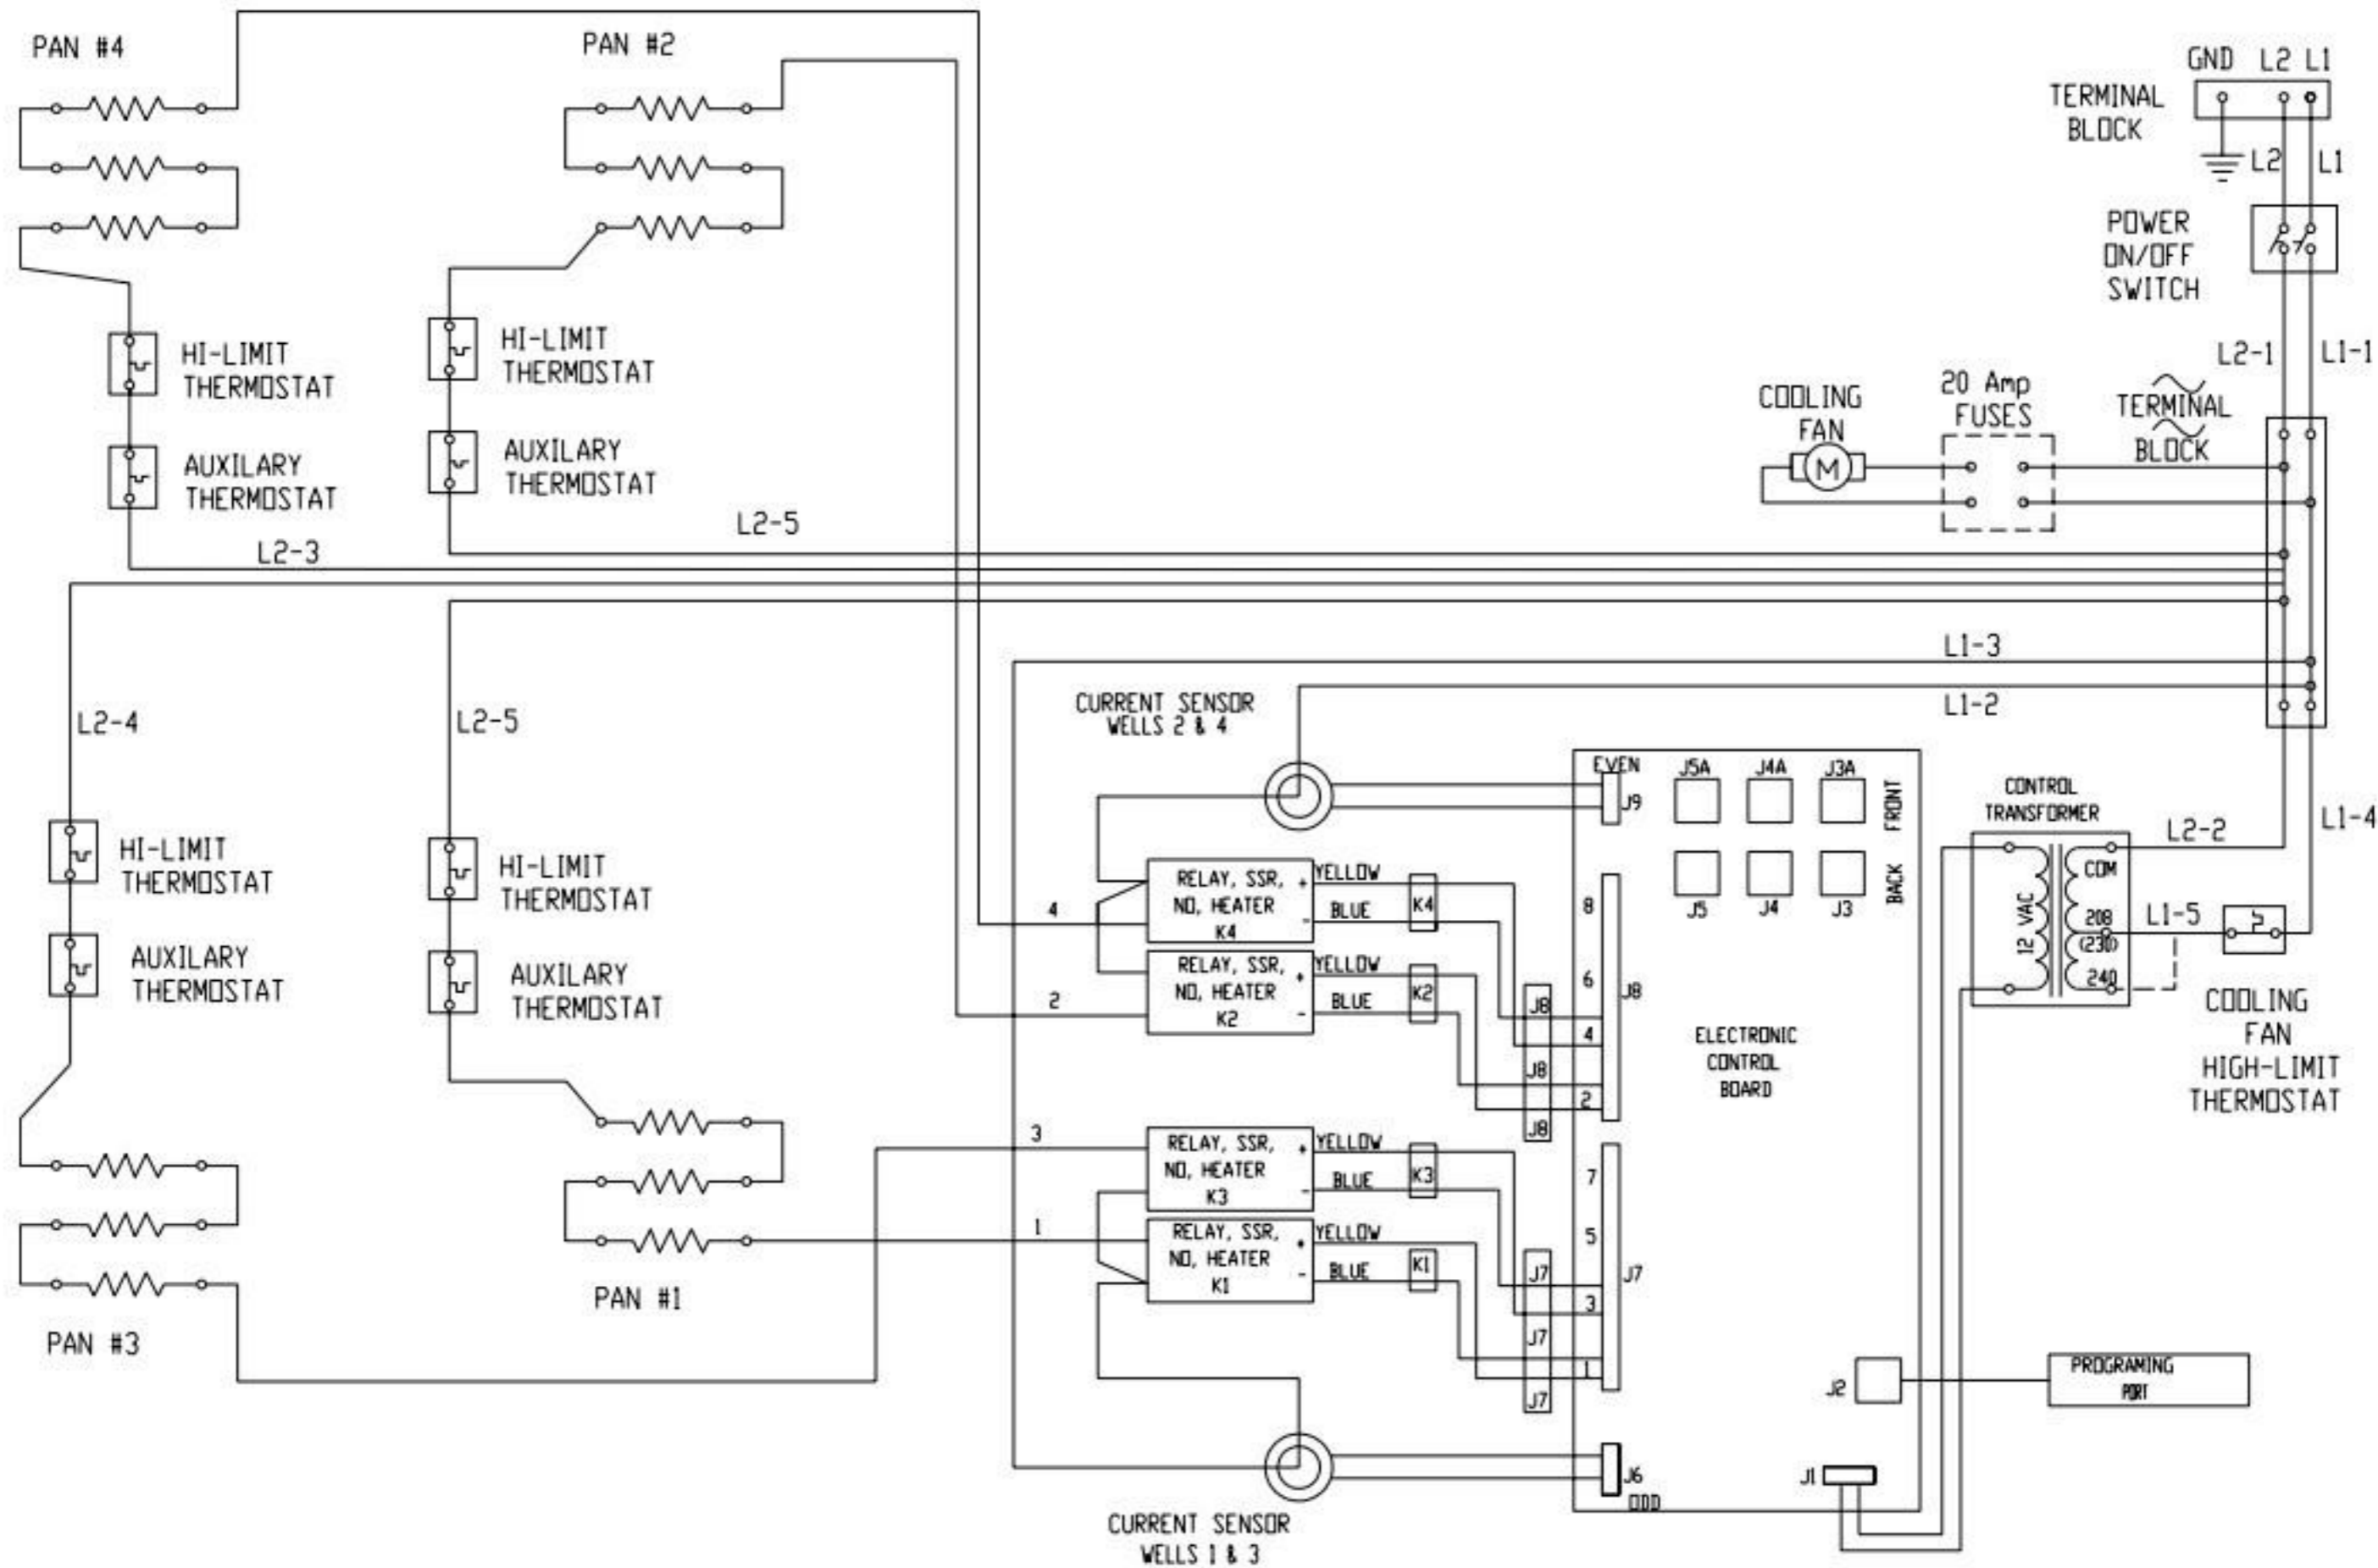 PAN #4
PAN #2
GND L2 L1
TERMINAL
BLOCK
L2
L1
POWER
ON/OFF
SWITCH
HI-LIMIT
THERMOSTAT
HI-LIMIT
THERMOSTAT
L2-1
L1-1
COOLING
FAN
M
20 Amp
FUSES
TERMINAL
BLOCK
AUXILARY
THERMOSTAT
AUXILARY
THERMOSTAT
L2-5
L2-3
L1-3
L1-2
L2-4
L2-5
CURRENT SENSOR
WELLS 2 & 4
EVEN
J9
J5A
J4A
J3A
FRONT
J5
J4
J3
BACK
CONTROL
TRANSFORMER
L2-2
L1-4
COM
12 VAC
208
(230)
240
L1-5
COOLING
FAN
HIGH-LIMIT
THERMOSTAT
HI-LIMIT
THERMOSTAT
HI-LIMIT
THERMOSTAT
AUXILARY
THERMOSTAT
AUXILARY
THERMOSTAT
4
RELAY, SSR, +
NO, HEATER
K4 -
YELLOW
BLUE
K4
2
RELAY, SSR, +
NO, HEATER
K2 -
YELLOW
BLUE
K2
J8
J8
J8
8
6
4
2
J8
ELECTRONIC
CONTROL
BOARD
3
RELAY, SSR, +
NO, HEATER
K3 -
YELLOW
BLUE
K3
1
RELAY, SSR, +
NO, HEATER
K1 -
YELLOW
BLUE
K1
J7
J7
J7
7
5
3
1
J7
PAN #1
PAN #3
J2
PROGRAMING
PORT
J1
J6
ODD
CURRENT SENSOR
WELLS 1 & 3